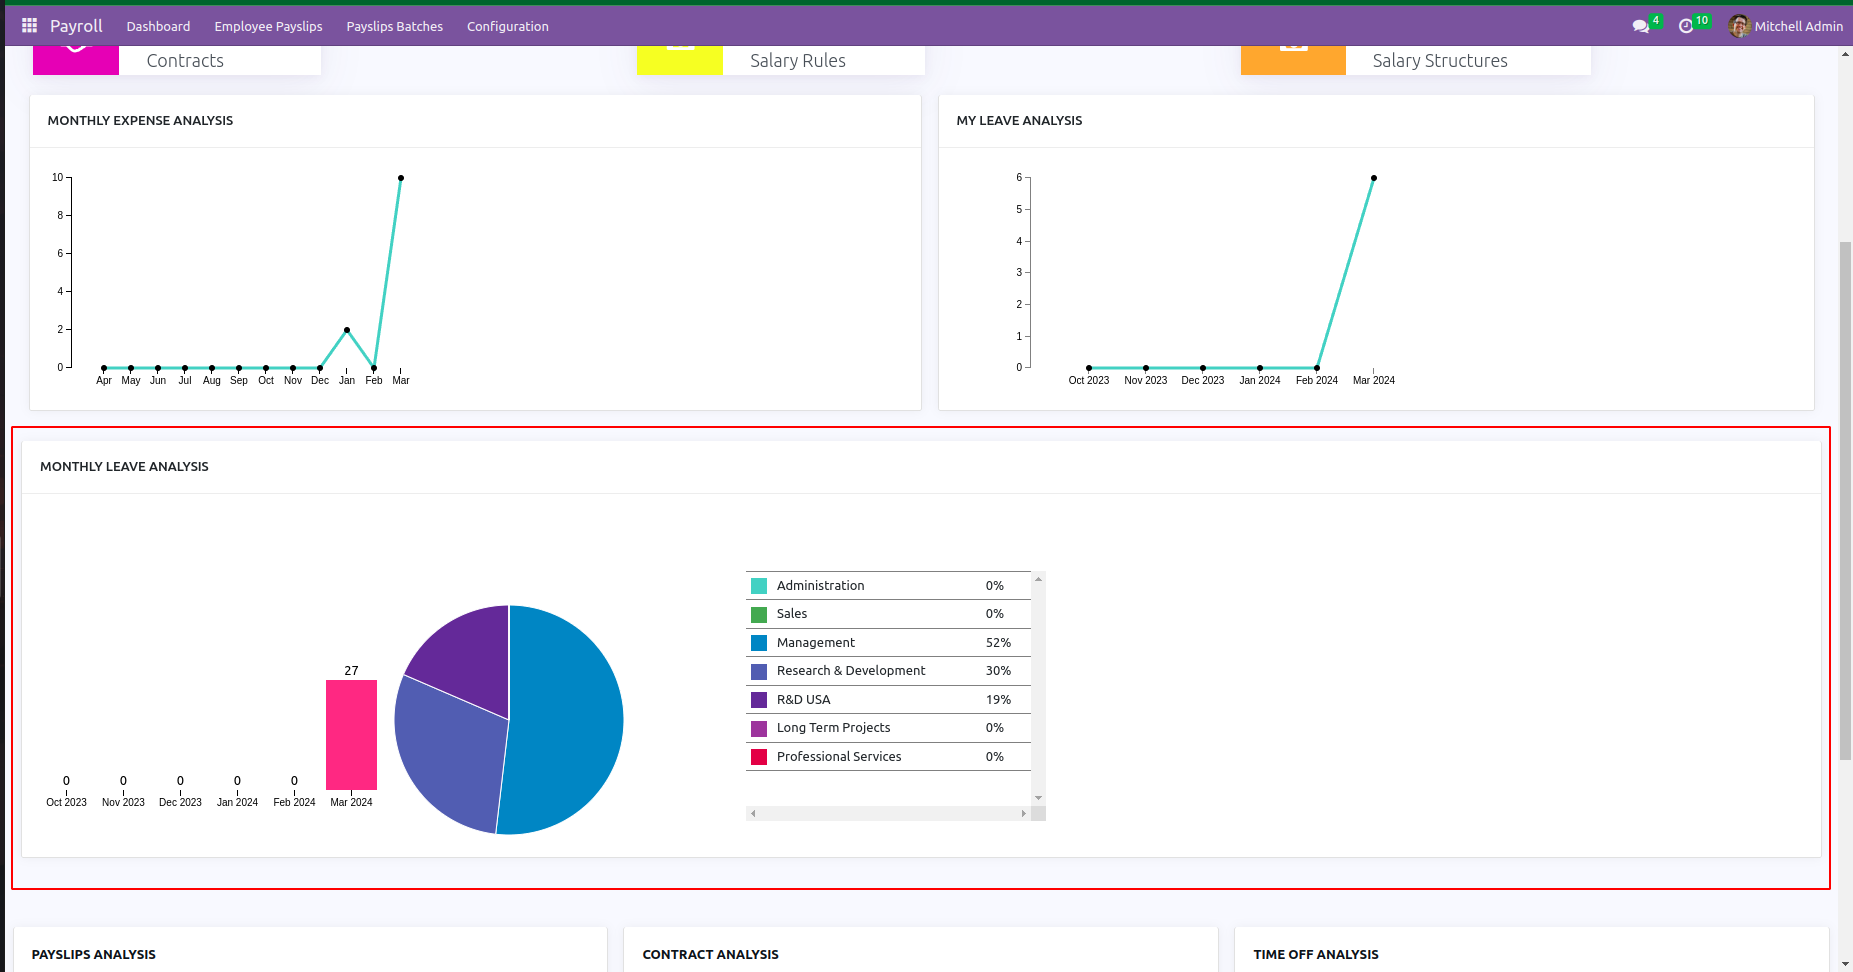 Payroll Dashboard Employee Payslips Payslips Batches Configuration 4 10 Mitchell Admin
Contracts Salary Rules Salary Structures
MONTHLY EXPENSE ANALYSIS
10
8
6
4
2
0
Apr May Jun Jul Aug Sep Oct Nov Dec Jan Feb Mar
MY LEAVE ANALYSIS
6
5
4
3
2
1
0
Oct 2023 Nov 2023 Dec 2023 Jan 2024 Feb 2024 Mar 2024
MONTHLY LEAVE ANALYSIS
27
0 0 0 0 0
Oct 2023 Nov 2023 Dec 2023 Jan 2024 Feb 2024 Mar 2024
Administration 0%
Sales 0%
Management 52%
Research & Development 30%
R&D USA 19%
Long Term Projects 0%
Professional Services 0%
PAYSLIPS ANALYSIS CONTRACT ANALYSIS TIME OFF ANALYSIS